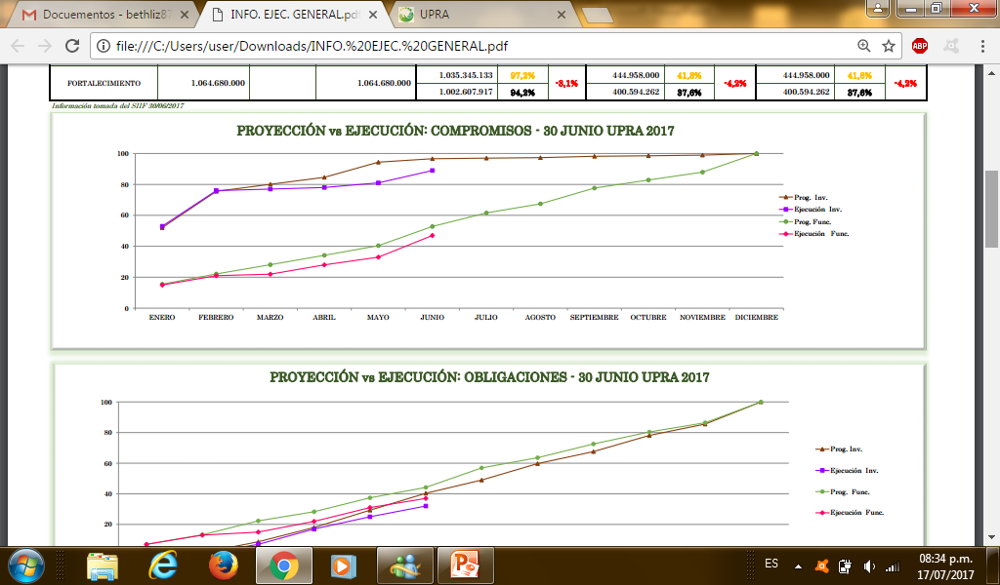 Docuementos - bethliz87
INFO. EJEC. GENERAL.pdf
UPRA
file:///C:/Users/user/Downloads/INFO.%20EJEC.%20GENERAL.pdf
ABP
FORTALECIMIENTO 1.064.680.000 1.064.680.000 1.035.345.133 97,2% -3,1% 444.958.000 41,8% -4,2% 444.958.000 41,8% -4,2%
1.002.607.917 94,2% 400.594.262 37,6% 400.594.262 37,6%
Información tomada del SIIF 30/06/2017
PROYECCIÓN vs EJECUCIÓN: COMPROMISOS - 30 JUNIO UPRA 2017
100
80
60
40
20
0
ENERO FEBRERO MARZO ABRIL MAYO JUNIO JULIO AGOSTO SEPTIEMBRE OCTUBRE NOVIEMBRE DICIEMBRE
Prog. Inv.
Ejecución Inv.
Prog. Func.
Ejecución Func.
PROYECCIÓN vs EJECUCIÓN: OBLIGACIONES - 30 JUNIO UPRA 2017
100
80
60
40
20
Prog. Inv.
Ejecución Inv.
Prog. Func.
Ejecución Func.
ES
08:34 p.m.
17/07/2017